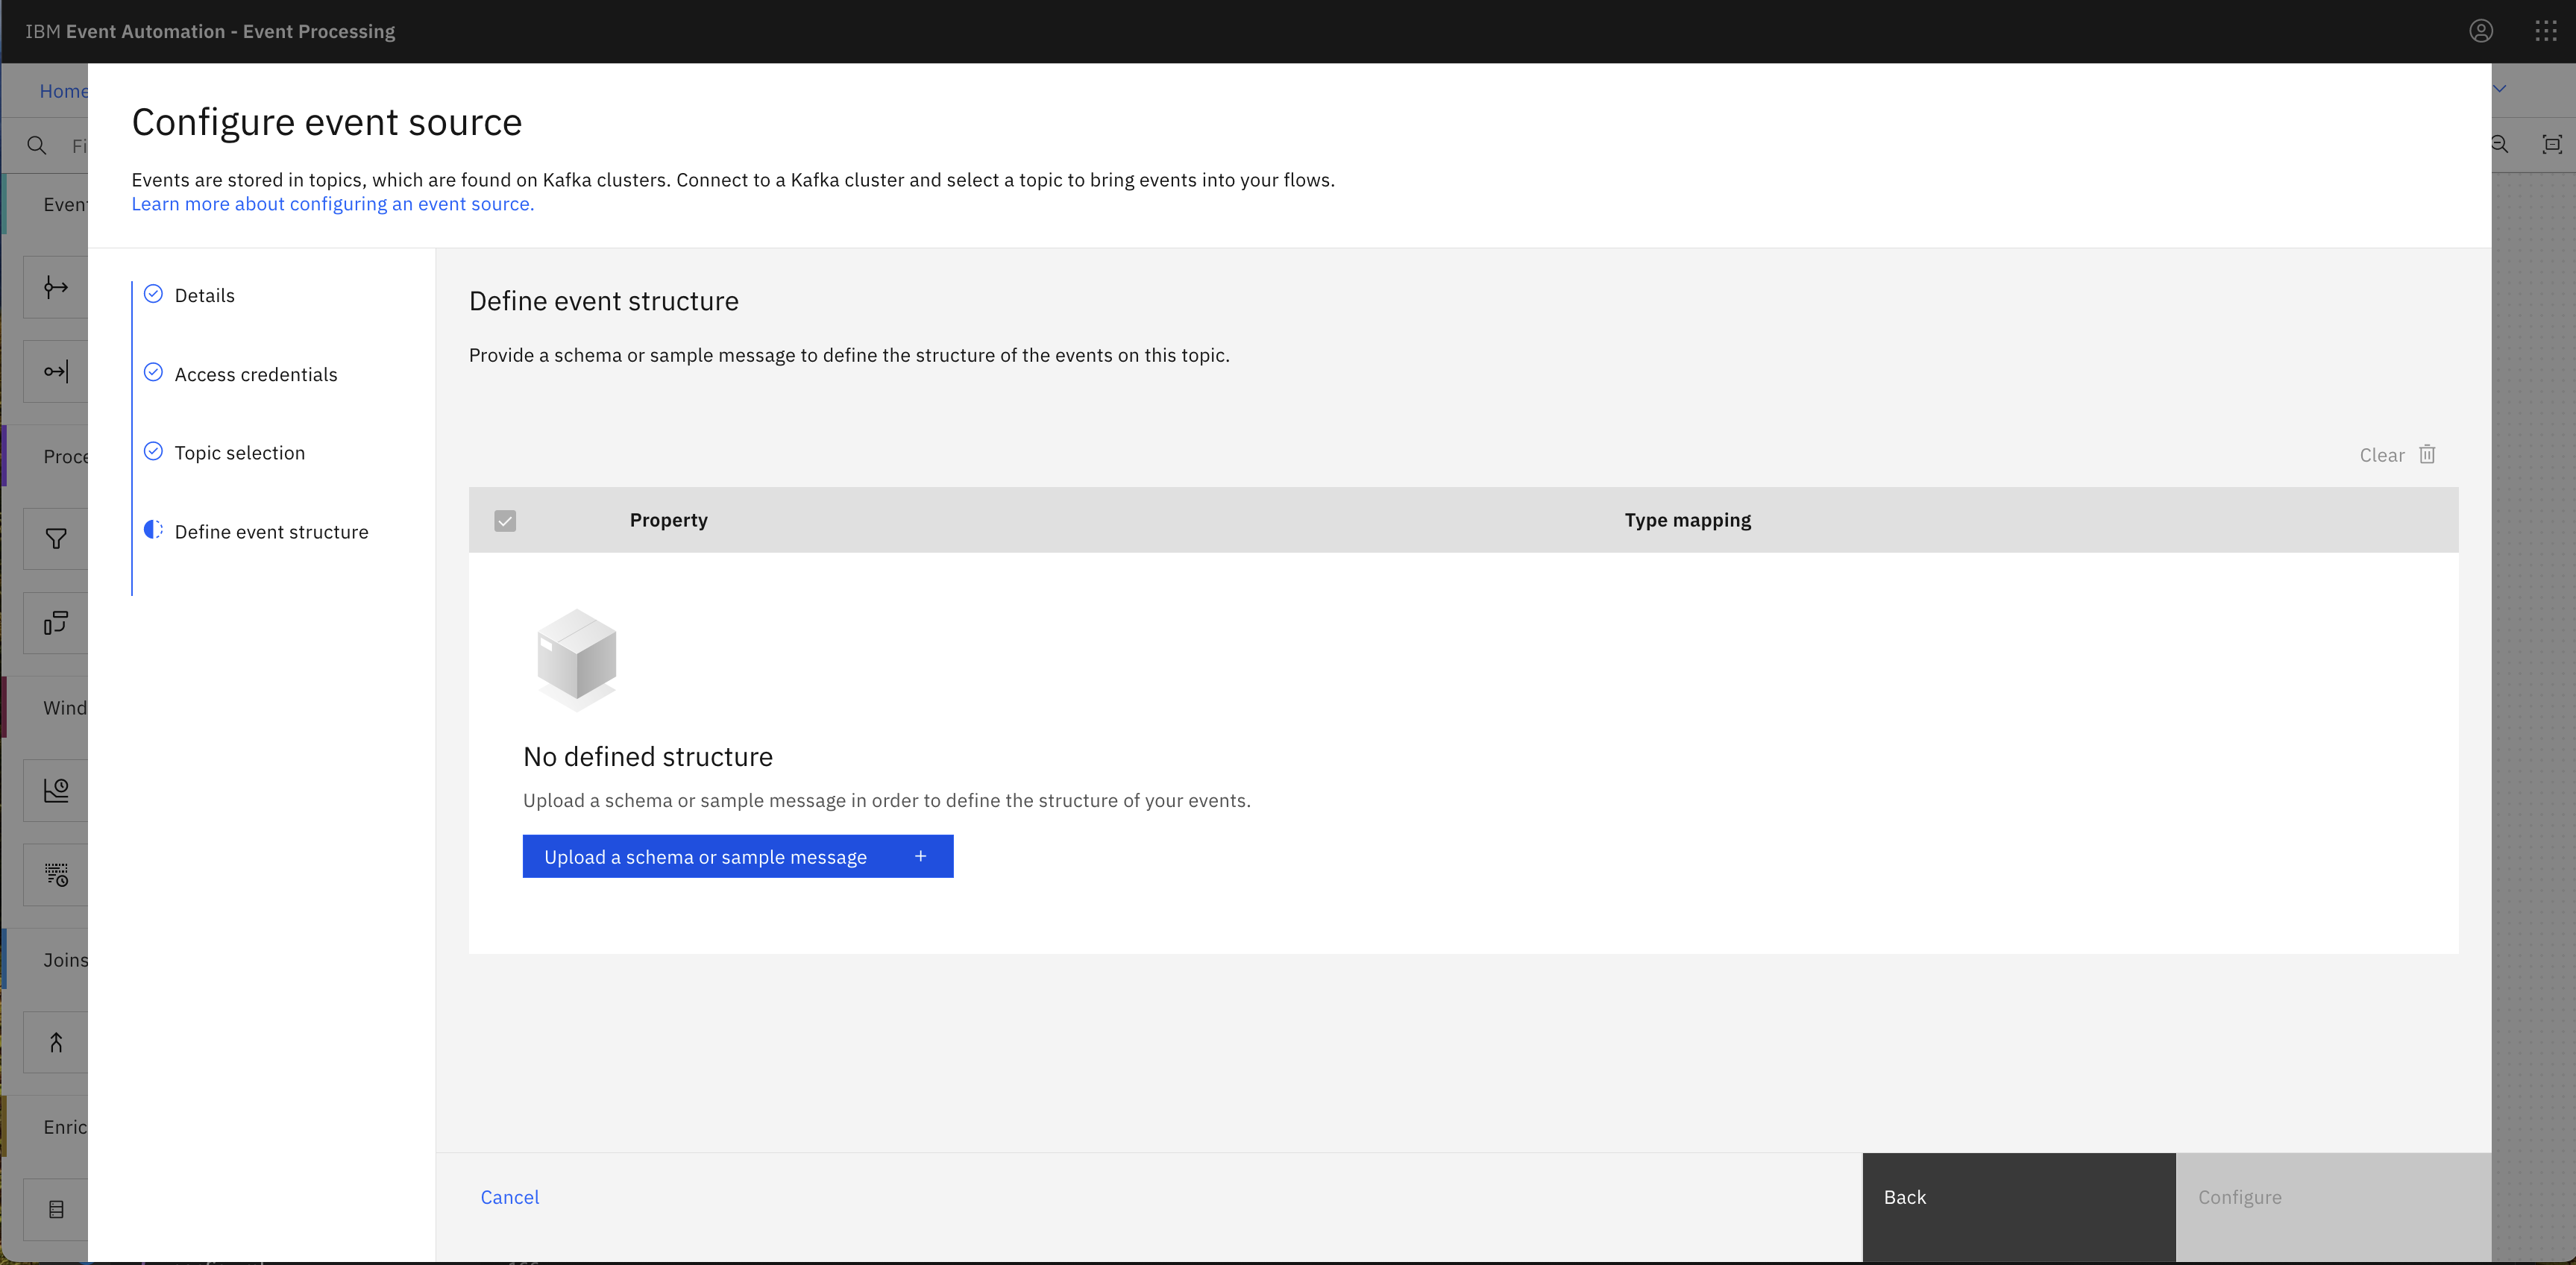 IBM Event Automation - Event Processing
Home
Configure event source
Fi
Events are stored in topics, which are found on Kafka clusters. Connect to a Kafka cluster and select a topic to bring events into your flows.
Learn more about configuring an event source.
Event
Details
Define event structure
Provide a schema or sample message to define the structure of the events on this topic.
Access credentials
Topic selection
Clear
Proce
Define event structure
Property
Type mapping
Wind
No defined structure
Upload a schema or sample message in order to define the structure of your events.
Upload a schema or sample message
Joins
Enric
Cancel
Back
Configure